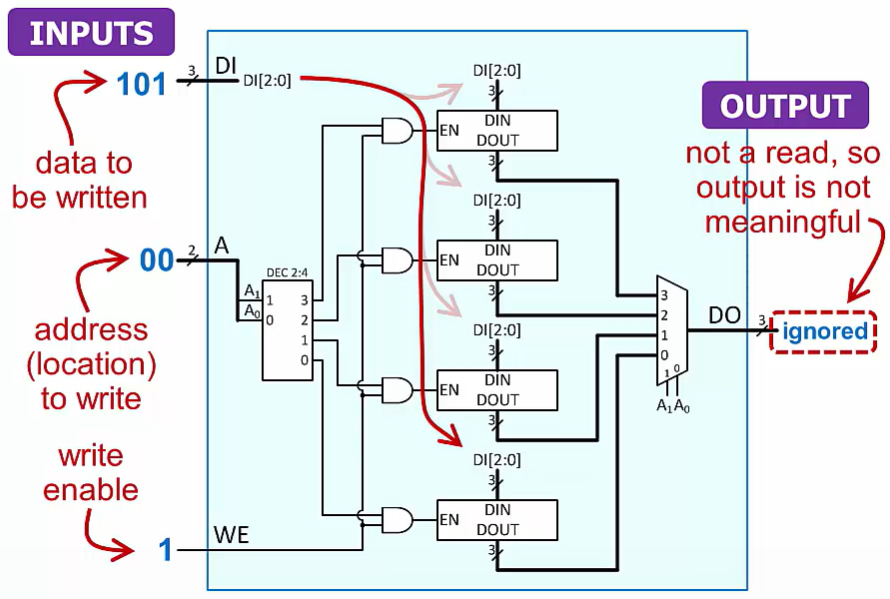 INPUTS
101
3
DI
DI[2:0]
data to
be written
00
2
A
address
(location)
to write
write
enable
1
WE
DEC 2:4
A1
1
A0
0
3
2
1
0
DI[2:0]
3
EN
DIN
DOUT
3
DI[2:0]
3
EN
DIN
DOUT
3
DI[2:0]
3
EN
DIN
DOUT
3
DI[2:0]
3
EN
DIN
DOUT
3
3
2
1
0
1 0
A1 A0
DO
3
OUTPUT
not a read, so
output is not
meaningful
ignored